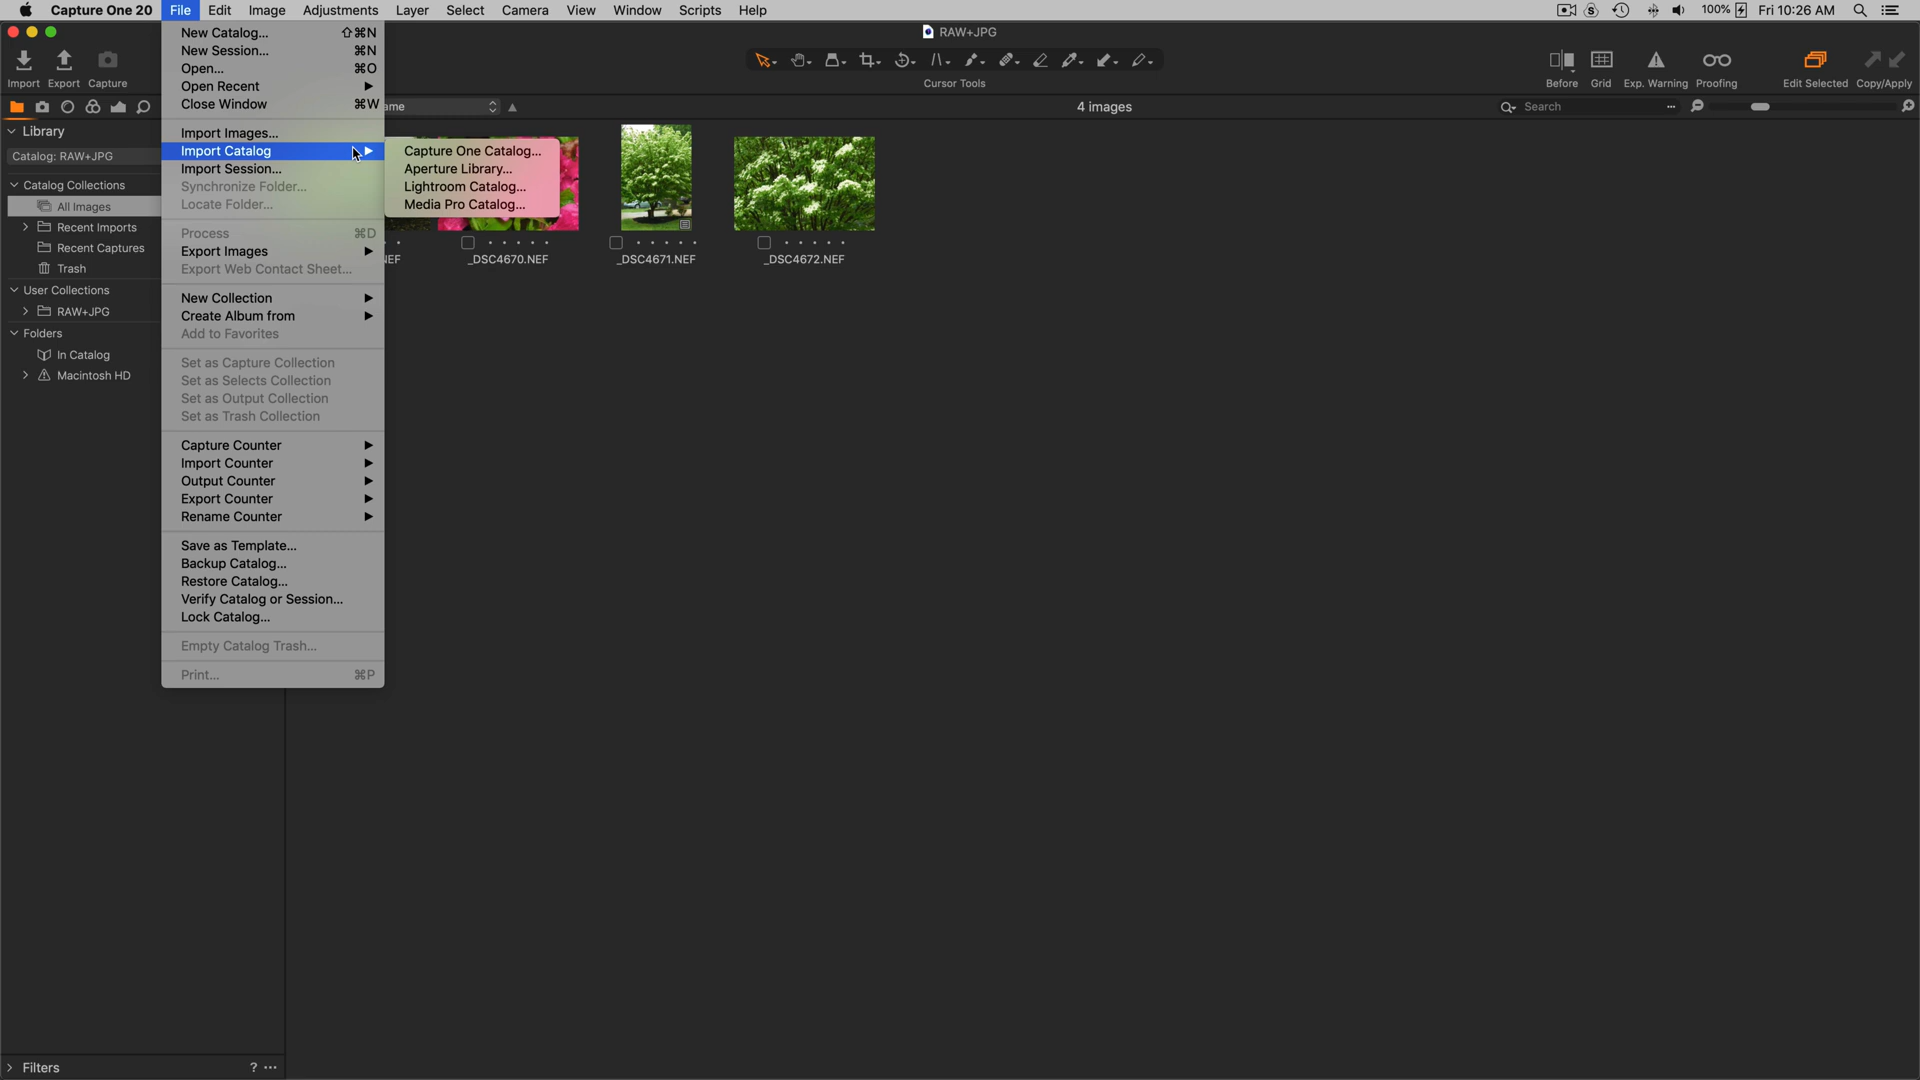 Capture One 20 File Edit Image Adjustments Layer Select Camera View Window Scripts Help 100% Fri 10:26 AM
RAW+JPG
Import Export Capture
Cursor Tools
Before Grid Exp. Warning Proofing Edit Selected Copy/Apply
ame
4 images
Search
Library
Catalog: RAW+JPG
Catalog Collections
All Images
Recent Imports
Recent Captures
Trash
User Collections
RAW+JPG
Folders
In Catalog
Macintosh HD
New Catalog... ⇧⌘N
New Session... ⌘N
Open... ⌘O
Open Recent
Close Window ⌘W
Import Images...
Import Catalog
Import Session...
Synchronize Folder...
Locate Folder...
Process ⌘D
Export Images
Export Web Contact Sheet...
New Collection
Create Album from
Add to Favorites
Set as Capture Collection
Set as Selects Collection
Set as Output Collection
Set as Trash Collection
Capture Counter
Import Counter
Output Counter
Export Counter
Rename Counter
Save as Template...
Backup Catalog...
Restore Catalog...
Verify Catalog or Session...
Lock Catalog...
Empty Catalog Trash...
Print... ⌘P
Capture One Catalog...
Aperture Library...
Lightroom Catalog...
Media Pro Catalog...
NEF
_DSC4670.NEF
_DSC4671.NEF
_DSC4672.NEF
Filters ? ...